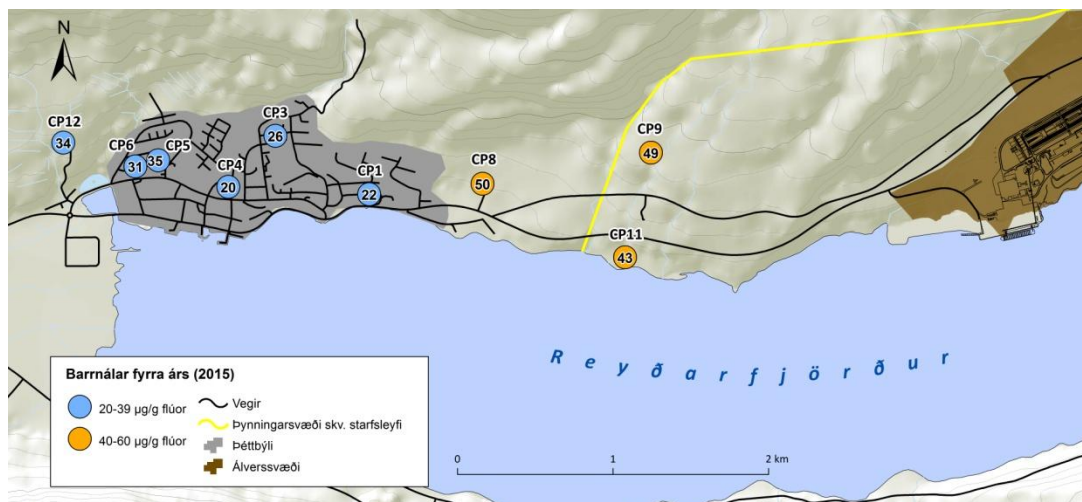 N
CP12
34
CP6
31
CP5
35
CP4
20
CP3
26
CP1
22
CP8
50
CP9
49
CP11
43
Reyðarfjörður
Barrnálar fyrra árs (2015)
20-39 µg/g flúor
40-60 µg/g flúor
Vegir
Þynningarsvæði skv. starfsleyfi
Þéttbýli
Álverssvæði
0 1 2 km